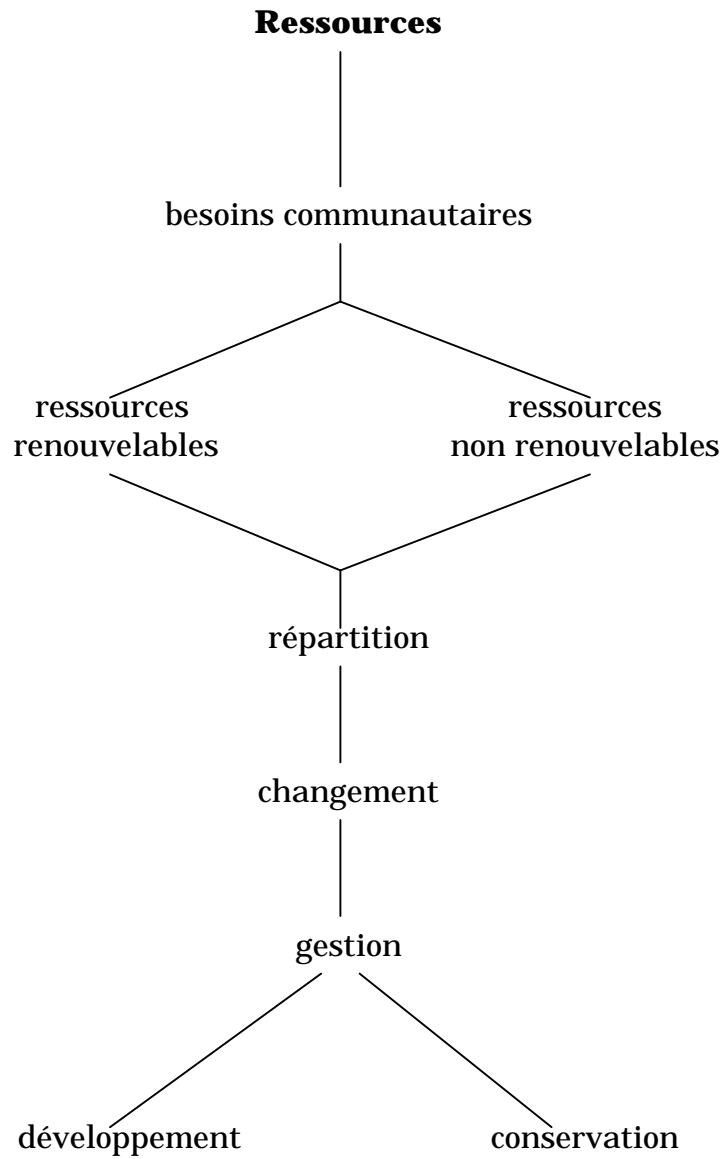 Ressources
besoins communautaires
ressources
renouvelables
ressources
non renouvelables
répartition
changement
gestion
développement
conservation